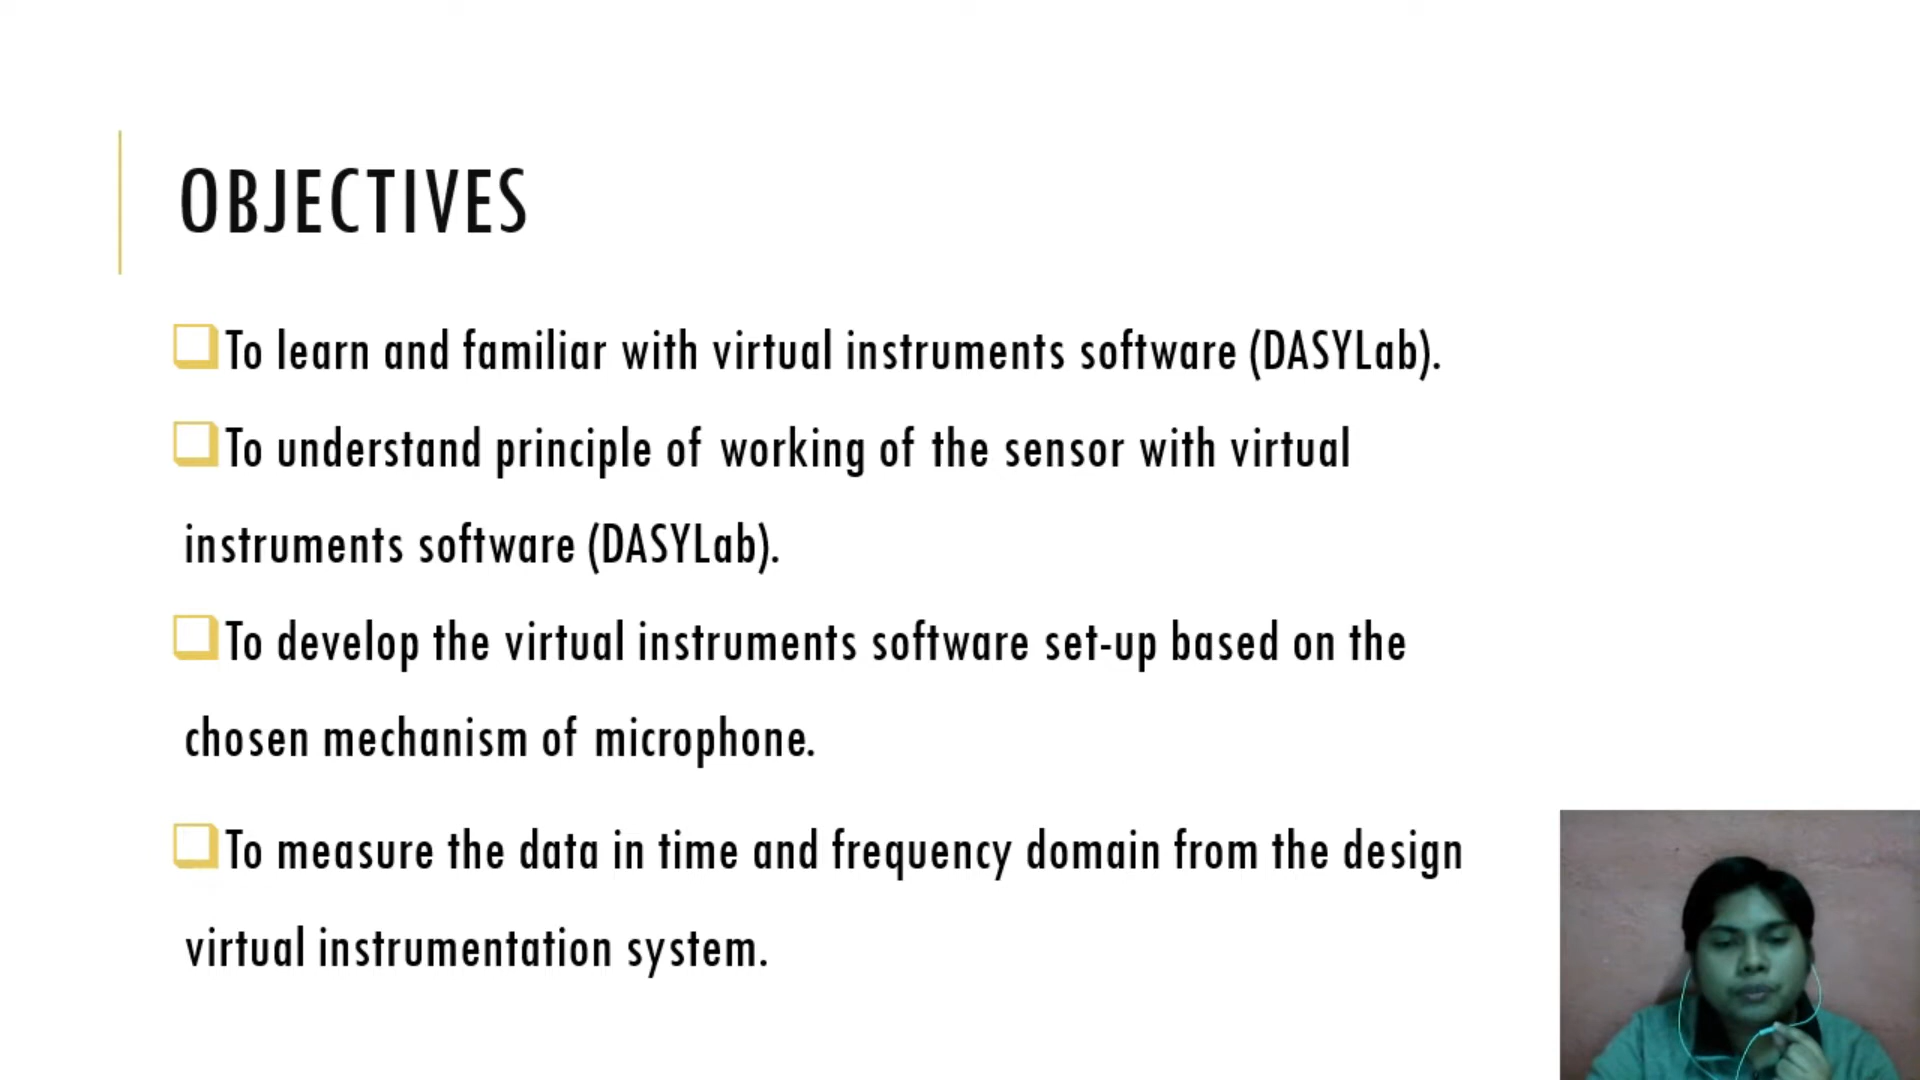 OBJECTIVES
To learn and familiar with virtual instruments software (DASYLab).
To understand principle of working of the sensor with virtual
instruments software (DASYLab).
To develop the virtual instruments software set-up based on the
chosen mechanism of microphone.
To measure the data in time and frequency domain from the design
virtual instrumentation system.